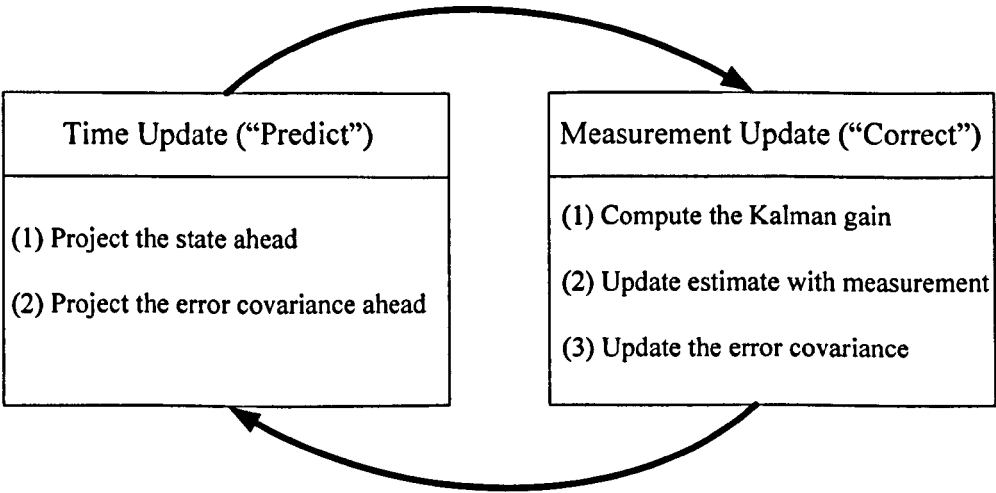 Time Update (“Predict”)
(1) Project the state ahead
(2) Project the error covariance ahead
Measurement Update (“Correct”)
(1) Compute the Kalman gain
(2) Update estimate with measurement
(3) Update the error covariance